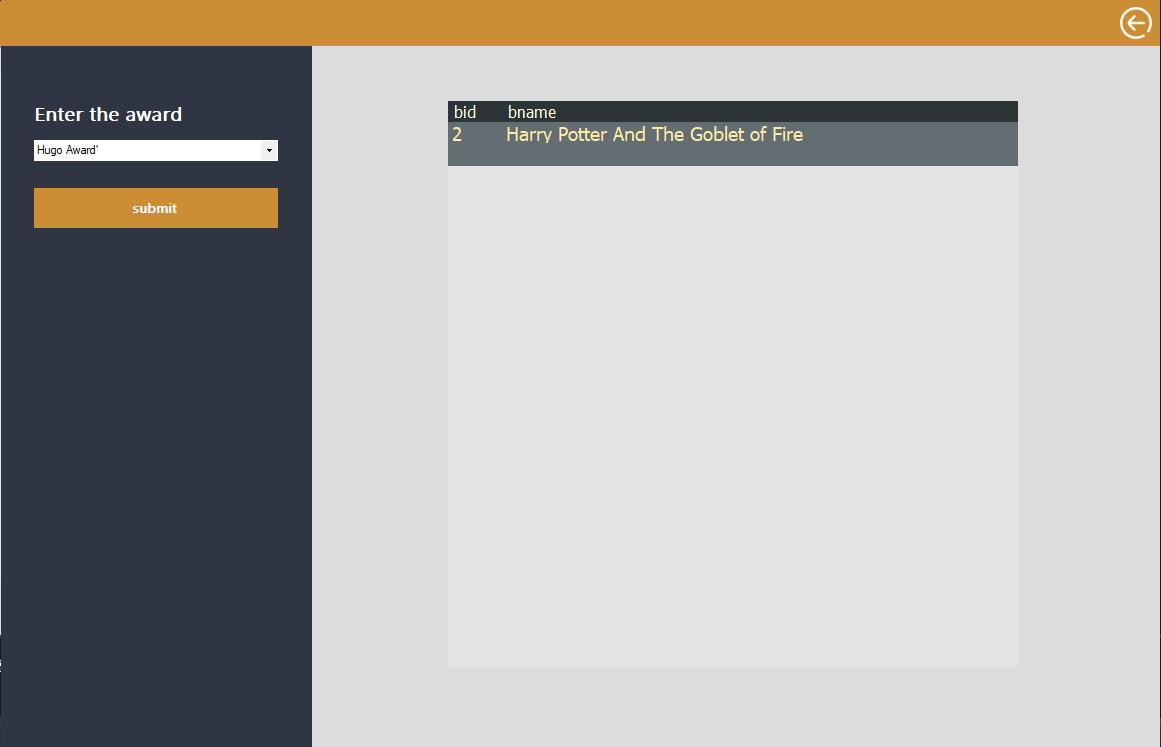 Enter the award
Hugo Award'
submit
bid bname
2 Harry Potter And The Goblet of Fire